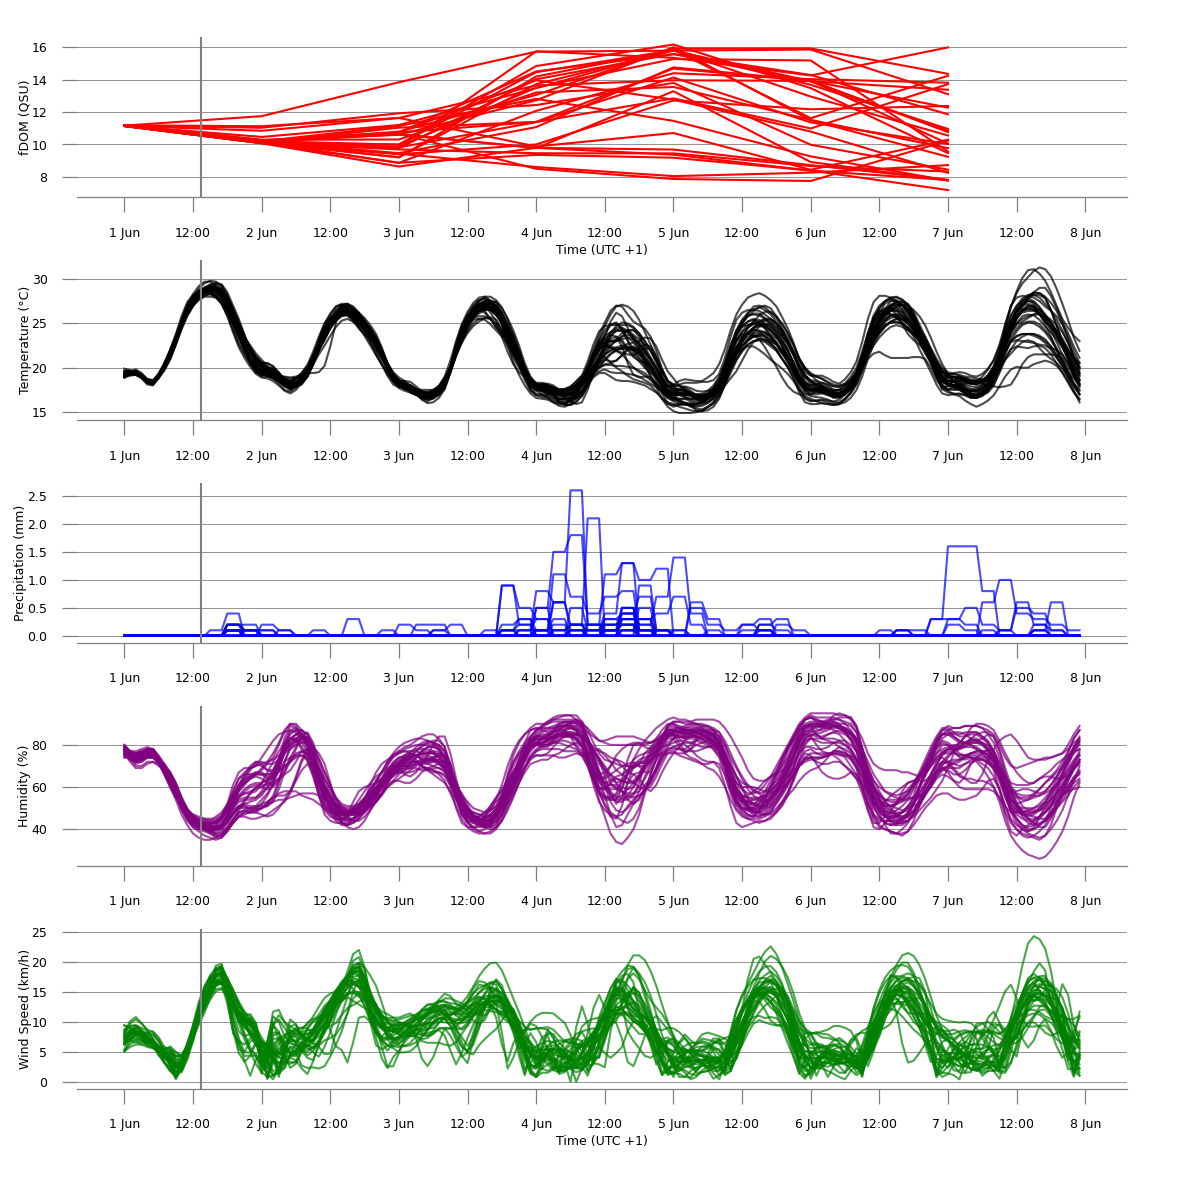 16
14
12
10
8
fDOM (QSU)
1 Jun 12:00 2 Jun 12:00 3 Jun 12:00 4 Jun 12:00 5 Jun 12:00 6 Jun 12:00 7 Jun 12:00 8 Jun
Time (UTC +1)
30
25
20
15
Temperature (°C)
1 Jun 12:00 2 Jun 12:00 3 Jun 12:00 4 Jun 12:00 5 Jun 12:00 6 Jun 12:00 7 Jun 12:00 8 Jun
2.5
2.0
1.5
1.0
0.5
0.0
Precipitation (mm)
1 Jun 12:00 2 Jun 12:00 3 Jun 12:00 4 Jun 12:00 5 Jun 12:00 6 Jun 12:00 7 Jun 12:00 8 Jun
80
60
40
Humidity (%)
1 Jun 12:00 2 Jun 12:00 3 Jun 12:00 4 Jun 12:00 5 Jun 12:00 6 Jun 12:00 7 Jun 12:00 8 Jun
25
20
15
10
5
0
Wind Speed (km/h)
1 Jun 12:00 2 Jun 12:00 3 Jun 12:00 4 Jun 12:00 5 Jun 12:00 6 Jun 12:00 7 Jun 12:00 8 Jun
Time (UTC +1)